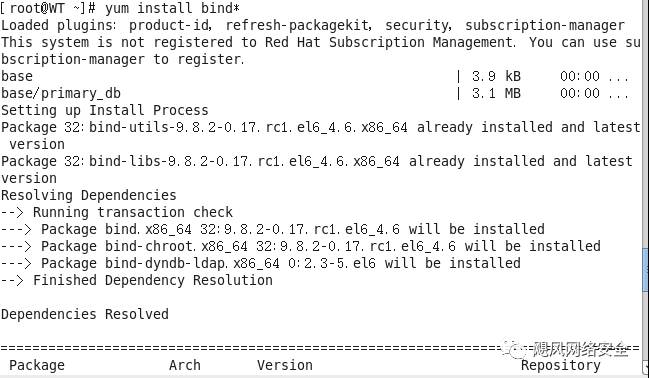 [root@WT ~]# yum install bind*
Loaded plugins: product-id, refresh-packagekit, security, subscription-manager
This system is not registered to Red Hat Subscription Management. You can use su
bscription-manager to register.
base | 3.9 kB 00:00 ...
base/primary_db | 3.1 MB 00:00 ...
Setting up Install Process
Package 32:bind-utils-9.8.2-0.17.rc1.el6_4.6.x86_64 already installed and latest
version
Package 32:bind-libs-9.8.2-0.17.rc1.el6_4.6.x86_64 already installed and latest
version
Resolving Dependencies
--> Running transaction check
---> Package bind.x86_64 32:9.8.2-0.17.rc1.el6_4.6 will be installed
---> Package bind-chroot.x86_64 32:9.8.2-0.17.rc1.el6_4.6 will be installed
---> Package bind-dyndb-ldap.x86_64 0:2.3-5.el6 will be installed
--> Finished Dependency Resolution
Dependencies Resolved
================================================================================
Package Arch Version Repository
飓风网络安全